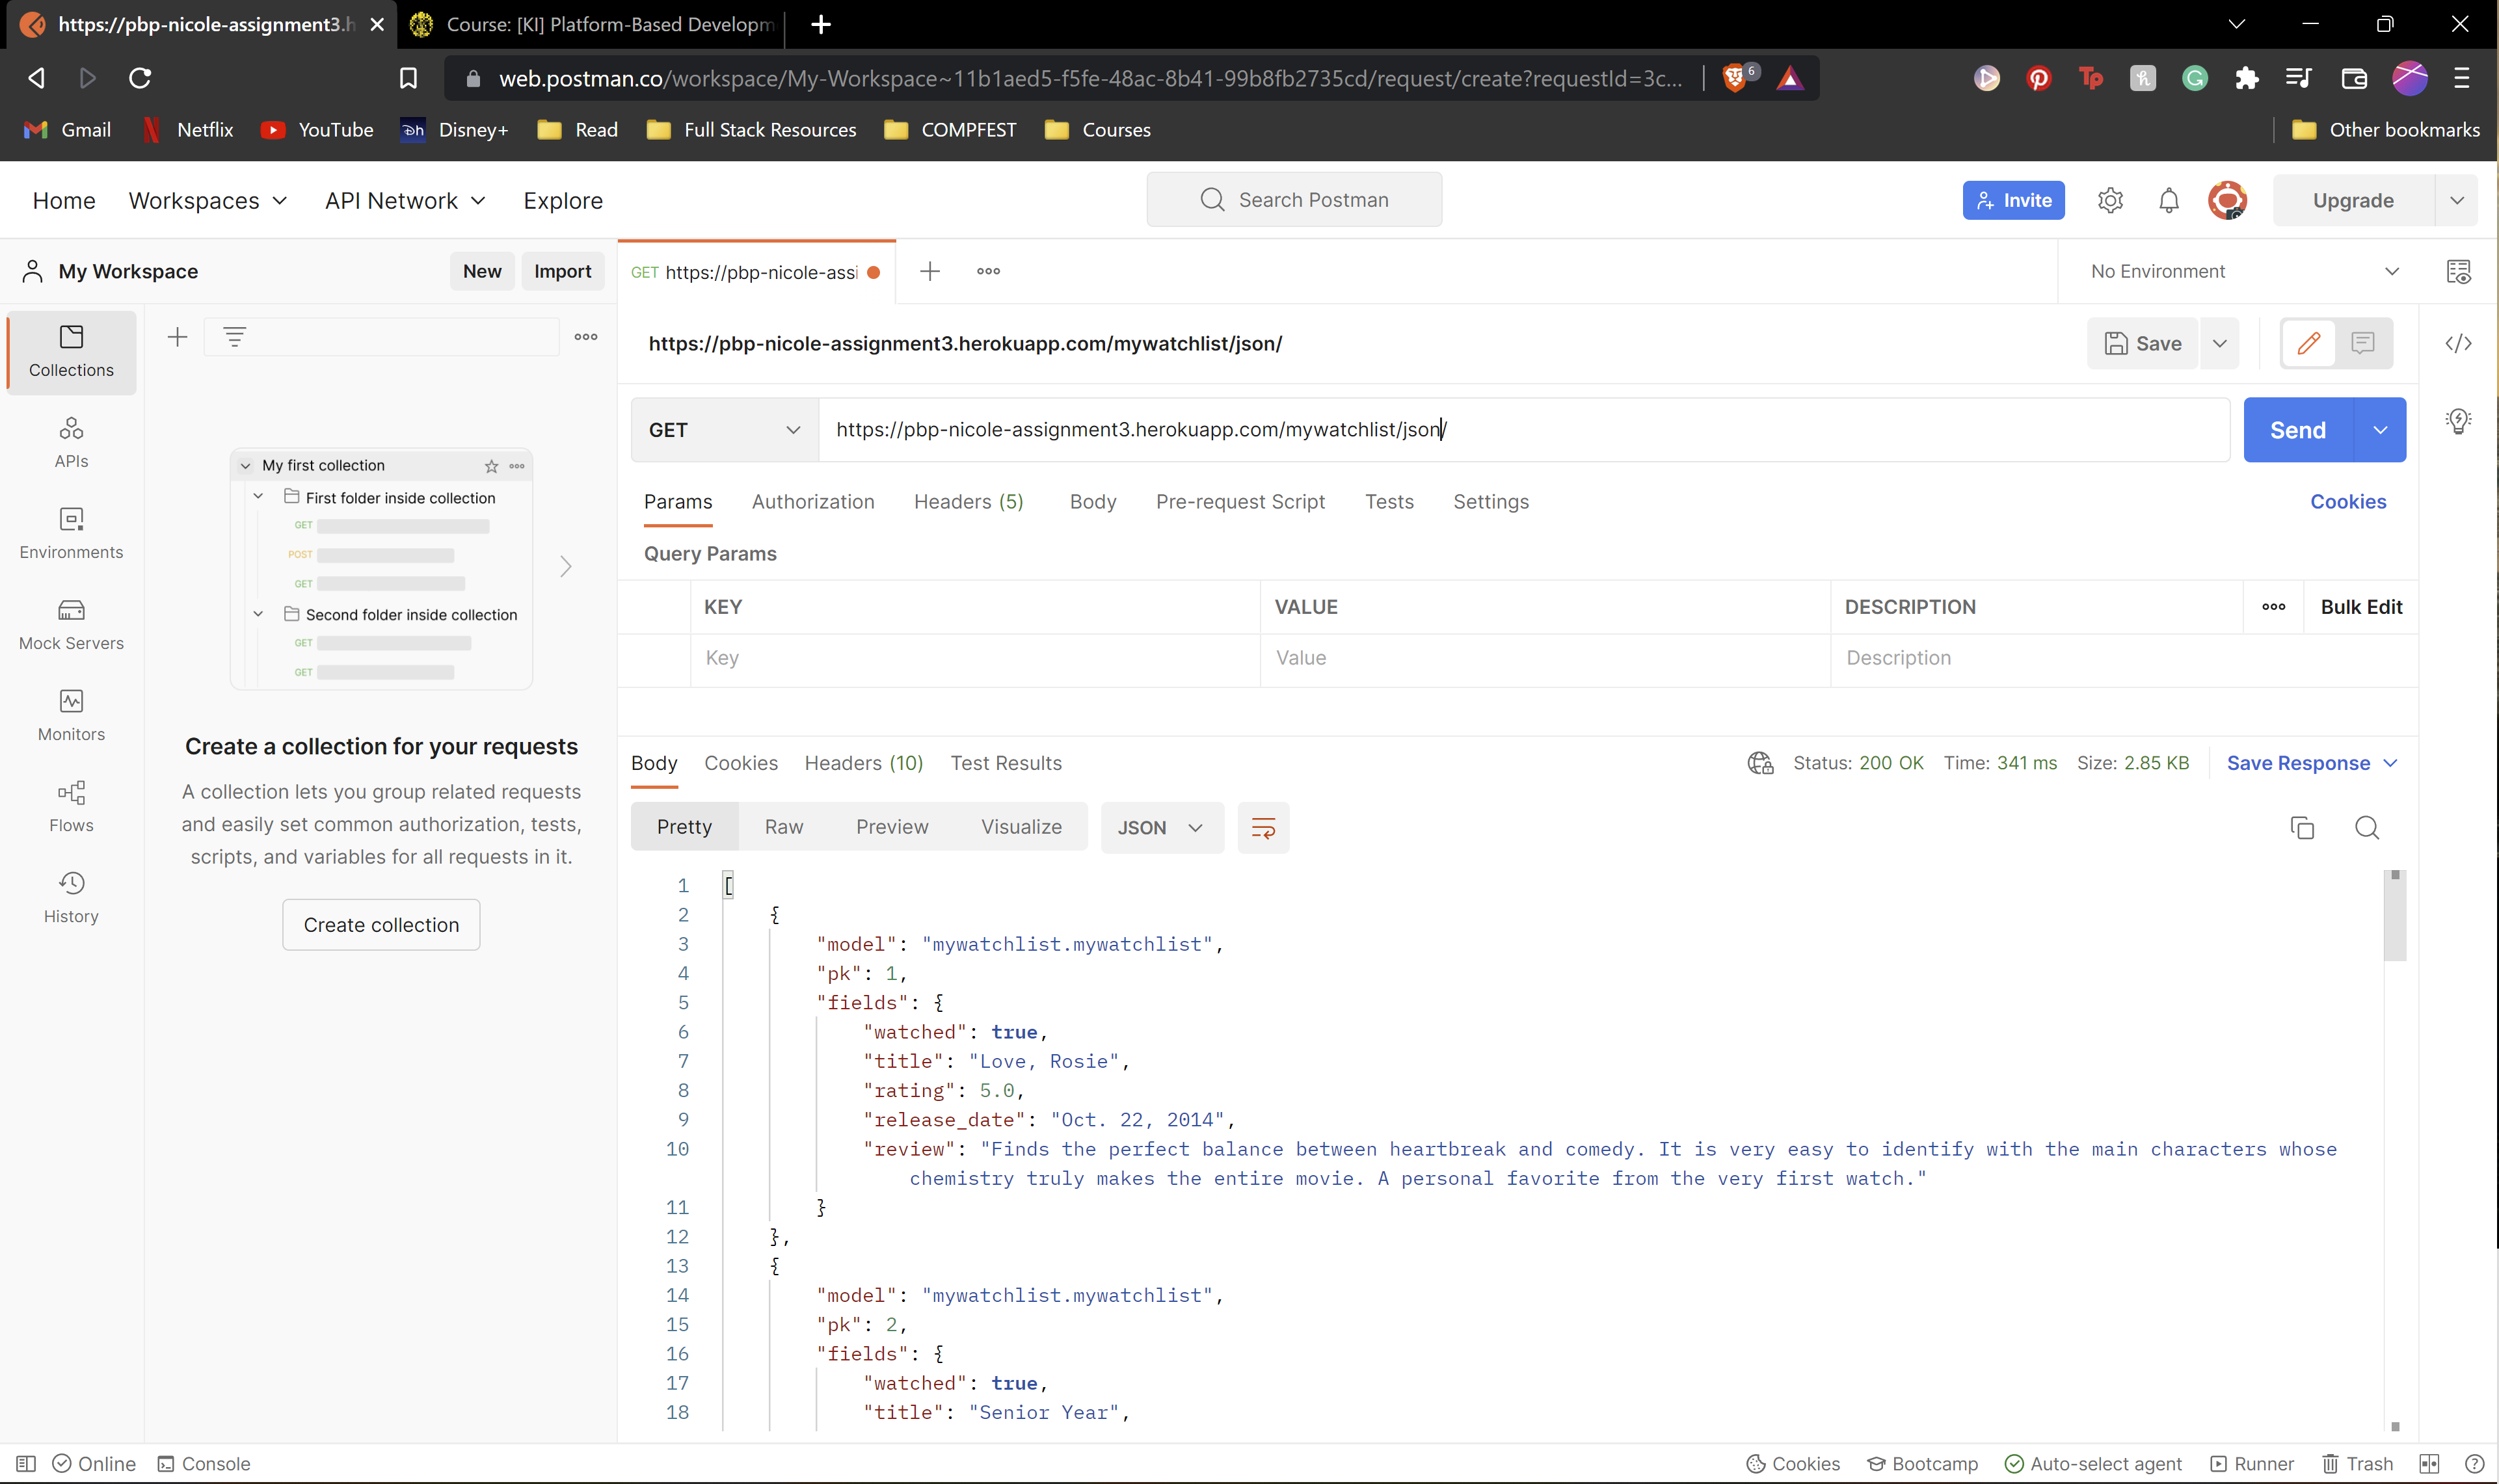 https://pbp-nicole-assignment3.h
Course: [KI] Platform-Based Developm
web.postman.co/workspace/My-Workspace~11b1aed5-f5fe-48ac-8b41-99b8fb2735cd/request/create?requestId=3c...
6
Gmail Netflix YouTube Disney+ Read Full Stack Resources COMPFEST Courses Other bookmarks
Home Workspaces API Network Explore Search Postman Invite Upgrade
My Workspace New Import GET https://pbp-nicole-assi No Environment
Collections
APIs
Environments
Mock Servers
Monitors
Flows
History
My first collection
First folder inside collection
GET
POST
GET
Second folder inside collection
GET
GET
Create a collection for your requests
A collection lets you group related requests
and easily set common authorization, tests,
scripts, and variables for all requests in it.
Create collection
https://pbp-nicole-assignment3.herokuapp.com/mywatchlist/json/ Save
GET https://pbp-nicole-assignment3.herokuapp.com/mywatchlist/json/ Send
Params Authorization Headers (5) Body Pre-request Script Tests Settings Cookies
Query Params
KEY VALUE DESCRIPTION Bulk Edit
Key Value Description
Body Cookies Headers (10) Test Results Status: 200 OK Time: 341 ms Size: 2.85 KB Save Response
Pretty Raw Preview Visualize JSON
1 [
2 {
3 "model": "mywatchlist.mywatchlist",
4 "pk": 1,
5 "fields": {
6 "watched": true,
7 "title": "Love, Rosie",
8 "rating": 5.0,
9 "release_date": "Oct. 22, 2014",
10 "review": "Finds the perfect balance between heartbreak and comedy. It is very easy to identify with the main characters whose
chemistry truly makes the entire movie. A personal favorite from the very first watch."
11 }
12 },
13 {
14 "model": "mywatchlist.mywatchlist",
15 "pk": 2,
16 "fields": {
17 "watched": true,
18 "title": "Senior Year",
Online Console Cookies Bootcamp Auto-select agent Runner Trash